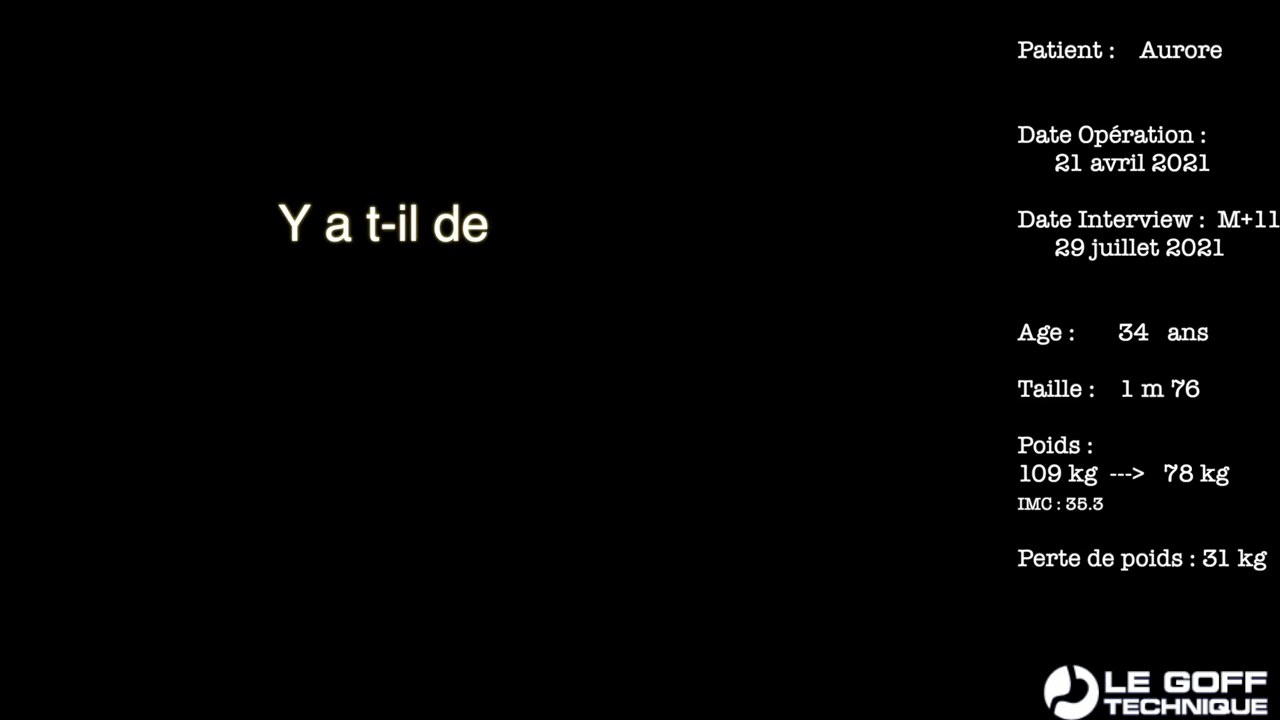 Y a t-il de
Patient : Aurore
Date Opération :
21 avril 2021
Date Interview : M+11
29 juillet 2021
Age : 34 ans
Taille : 1 m 76
Poids :
109 kg ---> 78 kg
IMC : 35.3
Perte de poids : 31 kg
LE GOFF
TECHNIQUE